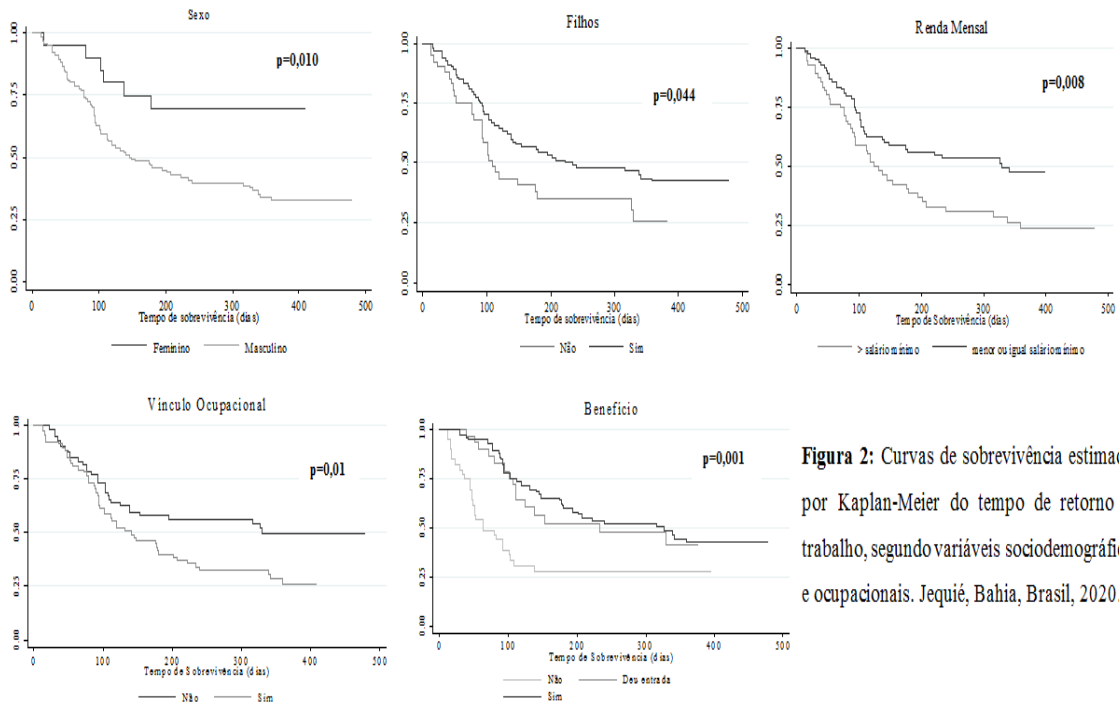 Sexo
1.00
0.75
0.50
0.25
0.00
p=0,010
0 100 200 300 400 500
Tempo de sobrevivência (dias)
Feminino Masculino
Filhos
1.00
0.75
0.50
0.25
0.00
p=0,044
0 100 200 300 400 500
Tempo de sobrevivência (dias)
Não Sim
Renda Mensal
1.00
0.75
0.50
0.25
0.00
p=0,008
0 100 200 300 400 500
Tempo de Sobrevivência (dias)
> salário mínimo menor ou igual salário mínimo
Vinculo Ocupacional
1.00
0.75
0.50
0.25
0.00
p=0,01
0 100 200 300 400 500
Tempo de Sobrevivência (dias)
Não Sim
Beneficio
1.00
0.75
0.50
0.25
0.00
p=0,001
0 100 200 300 400 500
Tempo de Sobrevivência (dias)
Não Deu entrada
Sim
Figura 2: Curvas de sobrevivência estimad
por Kaplan-Meier do tempo de retorno
trabalho, segundo variáveis sociodemográfic
e ocupacionais. Jequié, Bahia, Brasil, 2020.